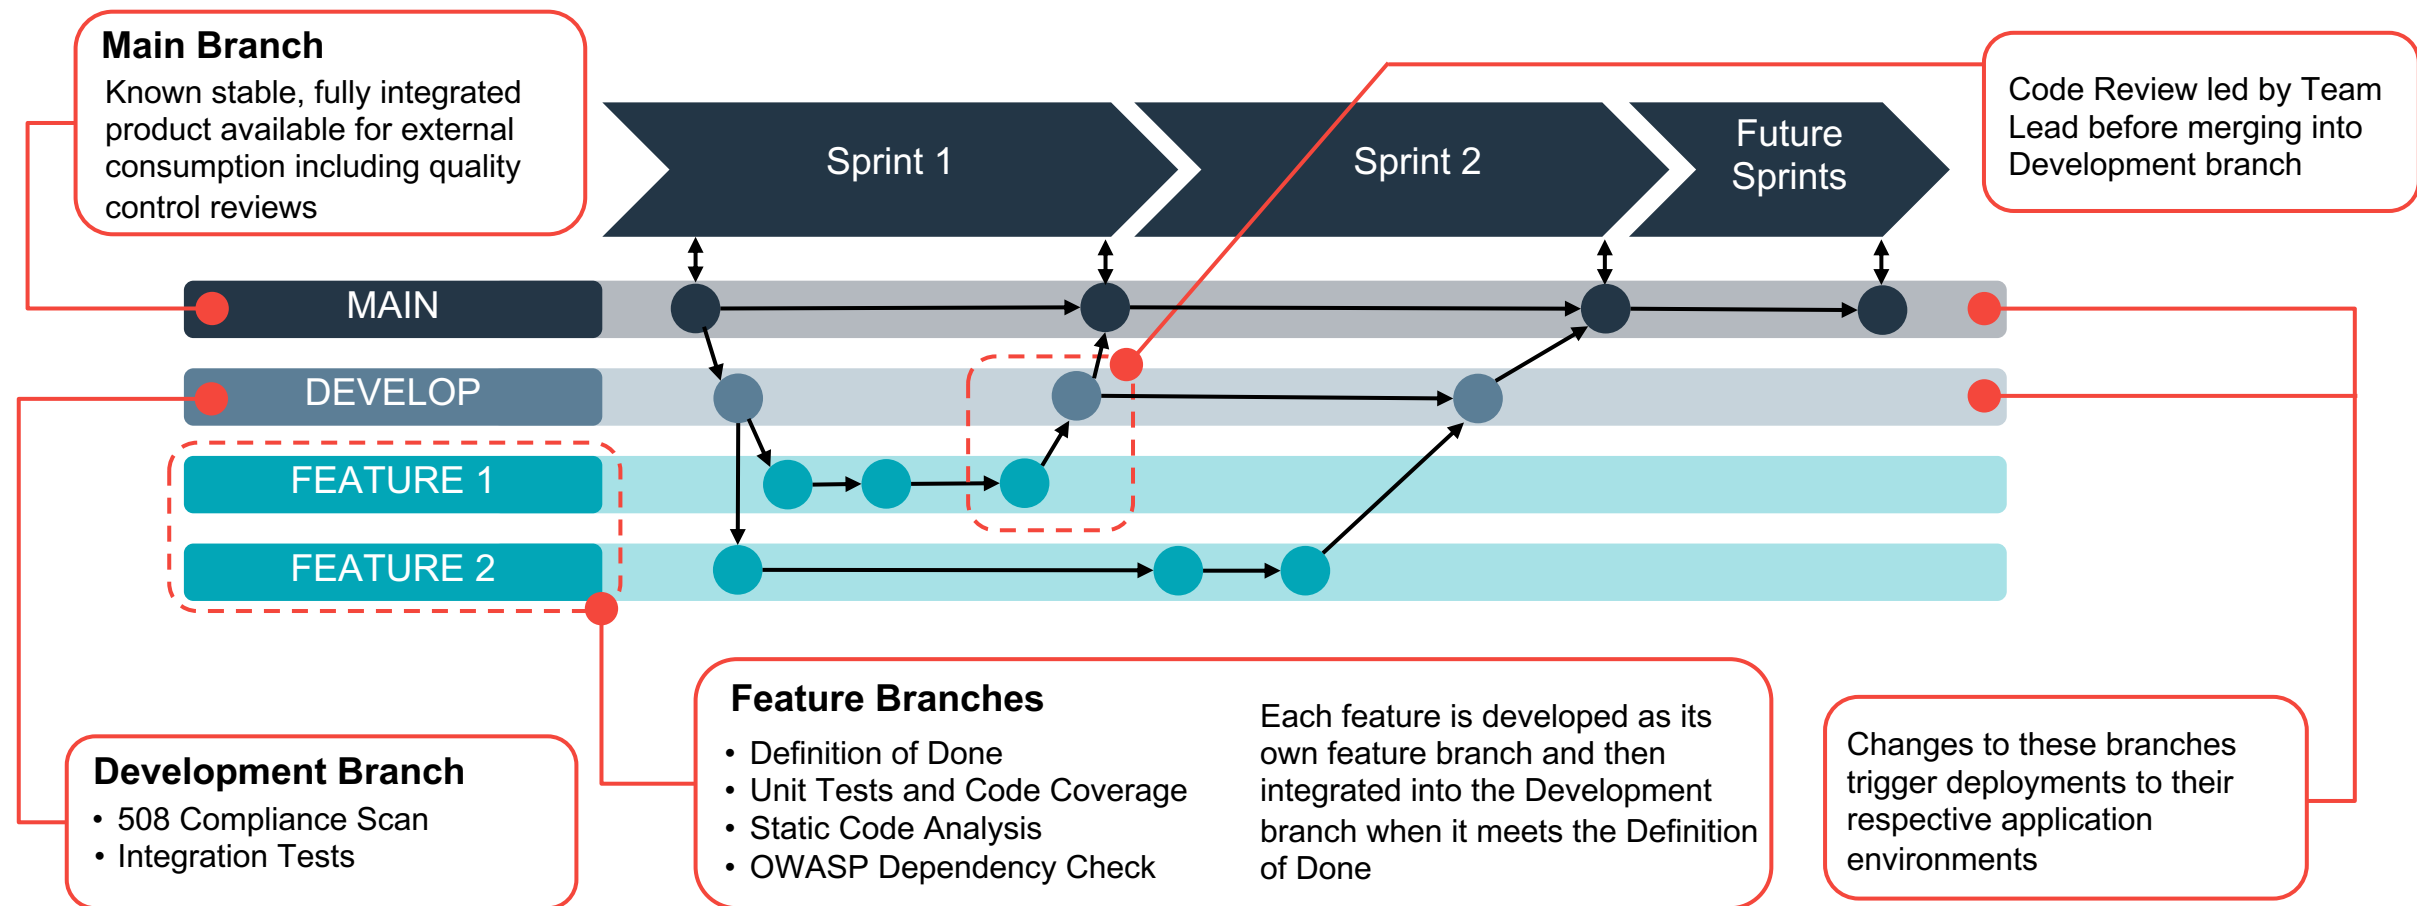 Main Branch
Known stable, fully integrated
product available for external
consumption including quality
control reviews
Sprint 1
Sprint 2
Future
Sprints
Code Review led by Team
Lead before merging into
Development branch
MAIN
DEVELOP
FEATURE 1
FEATURE 2
Development Branch
• 508 Compliance Scan
• Integration Tests
Feature Branches
• Definition of Done
• Unit Tests and Code Coverage
• Static Code Analysis
• OWASP Dependency Check
Each feature is developed as its
own feature branch and then
integrated into the Development
branch when it meets the Definition
of Done
Changes to these branches
trigger deployments to their
respective application
environments